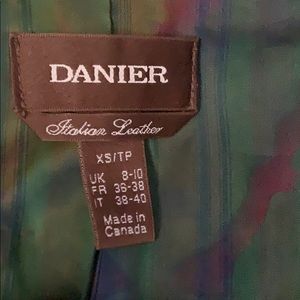 DANIER
Italian Leather
XS/TP
UK 8-10
FR 36-38
IT 38-40
Made in
Canada